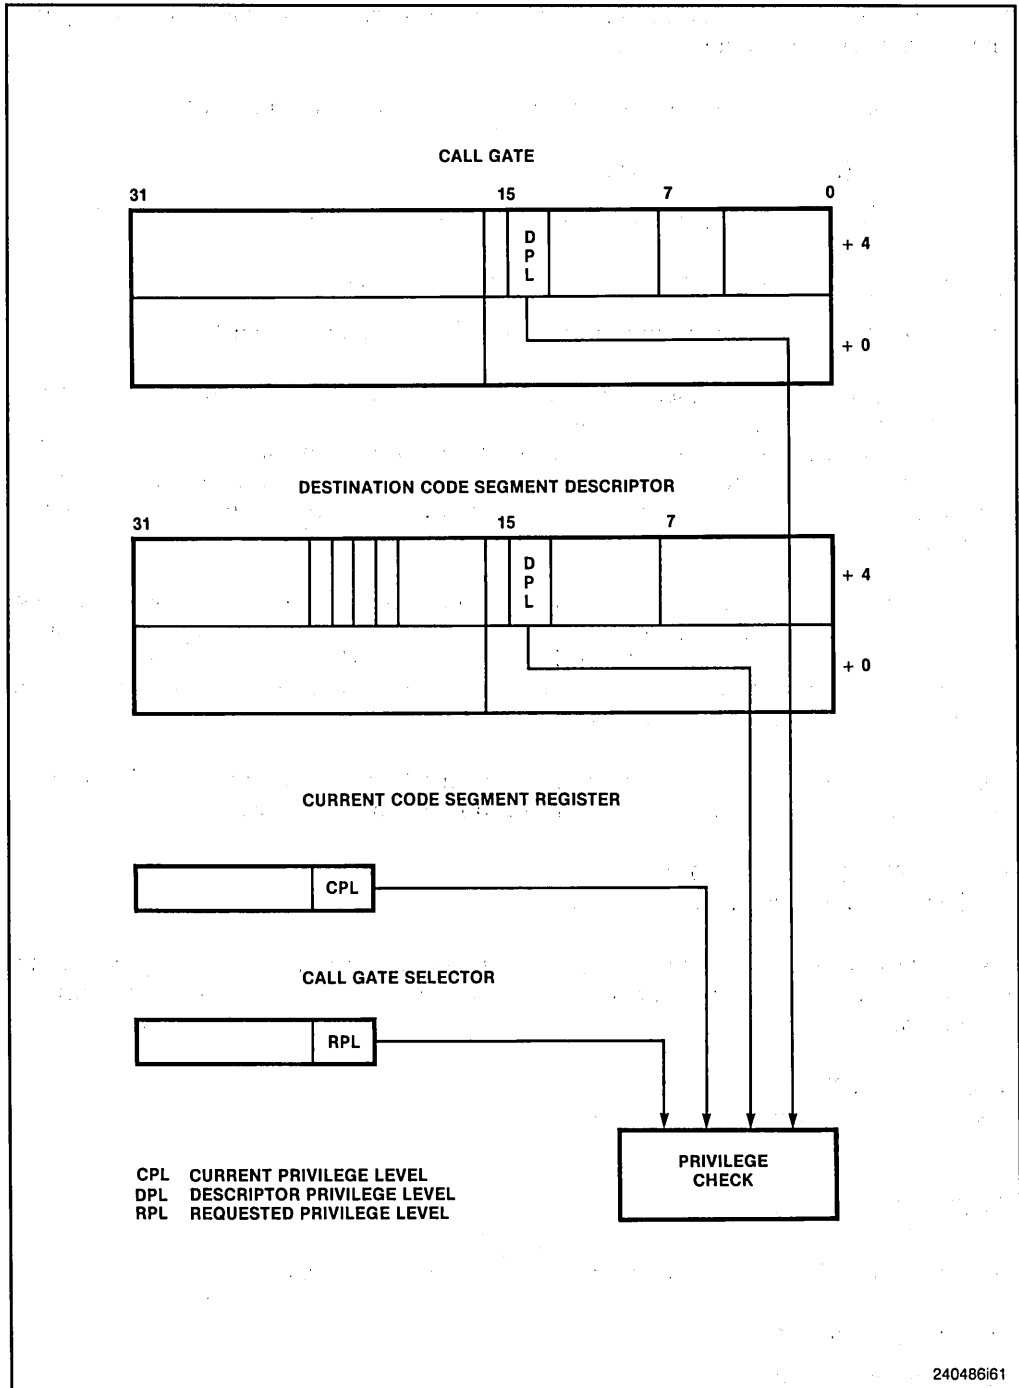 CALL GATE
31 15 7 0
D
P
L
+ 4
+ 0
DESTINATION CODE SEGMENT DESCRIPTOR
31 15 7
D
P
L
+ 4
+ 0
CURRENT CODE SEGMENT REGISTER
CPL
CALL GATE SELECTOR
RPL
PRIVILEGE
CHECK
CPL CURRENT PRIVILEGE LEVEL
DPL DESCRIPTOR PRIVILEGE LEVEL
RPL REQUESTED PRIVILEGE LEVEL
240486i61